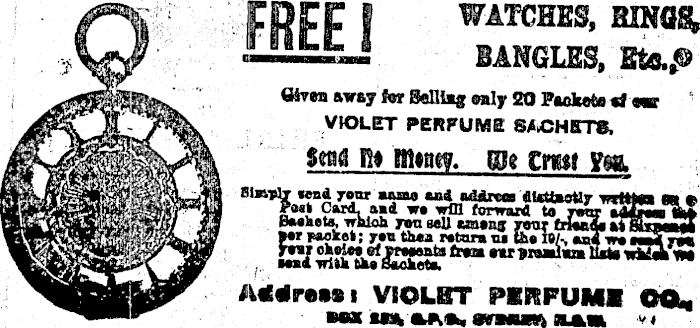 FREE!
WATCHES, RINGS,
BANGLES, Etc.,
Given away for Selling only 20 Packets of our
VIOLET PERFUME SACHETS.
Send No Money. We Trust You.
Simply send your name and address distinctly written on a
Post Card, and we will forward to your address the
Sachets, which you sell among your friends at Sixpence
per packet; you then return us the 10/-, and we send you
your choice of presents from our premium lists which we
send with the Sachets.
Address: VIOLET PERFUME CO.,
BOX G.P.O., SYDNEY, N.S.W.